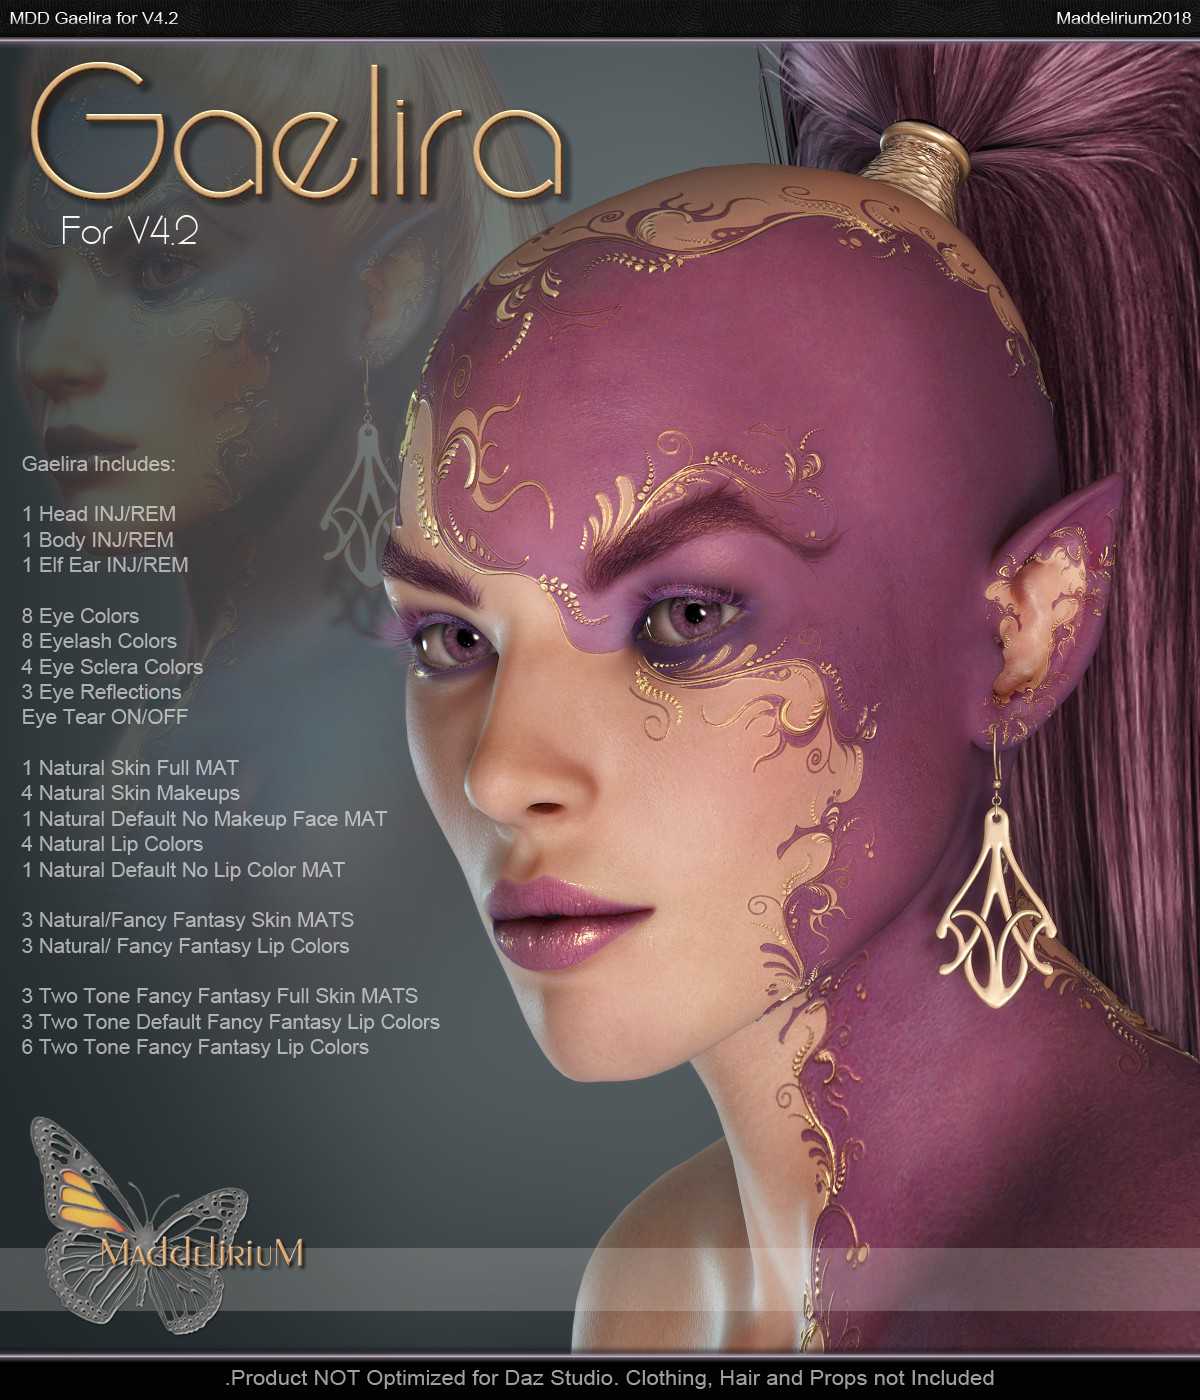 MDD Gaelira for V4.2
Maddelirium2018
Gaelira
For V4.2
Gaelira Includes:
1 Head INJ/REM
1 Body INJ/REM
1 Elf Ear INJ/REM
8 Eye Colors
8 Eyelash Colors
4 Eye Sclera Colors
3 Eye Reflections
Eye Tear ON/OFF
1 Natural Skin Full MAT
4 Natural Skin Makeups
1 Natural Default No Makeup Face MAT
4 Natural Lip Colors
1 Natural Default No Lip Color MAT
3 Natural/Fancy Fantasy Skin MATS
3 Natural/ Fancy Fantasy Lip Colors
3 Two Tone Fancy Fantasy Full Skin MATS
3 Two Tone Default Fancy Fantasy Lip Colors
6 Two Tone Fancy Fantasy Lip Colors
MaddeliriuM
.Product NOT Optimized for Daz Studio. Clothing, Hair and Props not Included